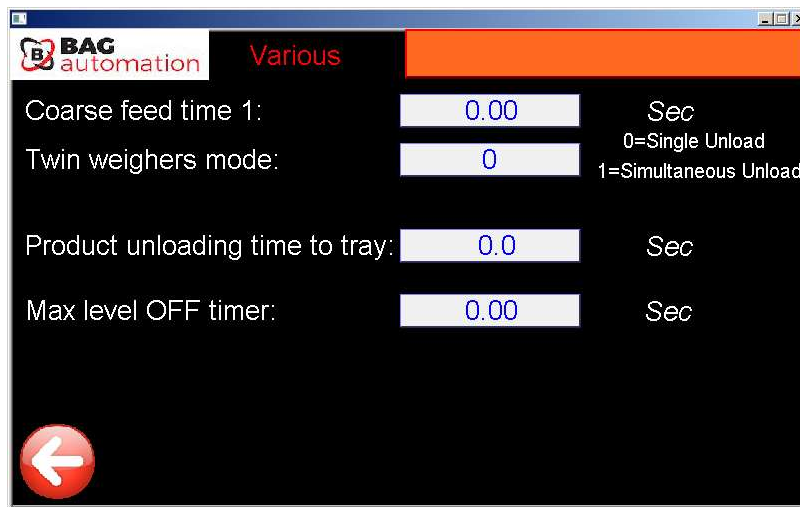 BAG
automation
Various
Coarse feed time 1: 0.00 Sec
0=Single Unload
Twin weighers mode: 0
1=Simultaneous Unload
Product unloading time to tray: 0.0 Sec
Max level OFF timer: 0.00 Sec